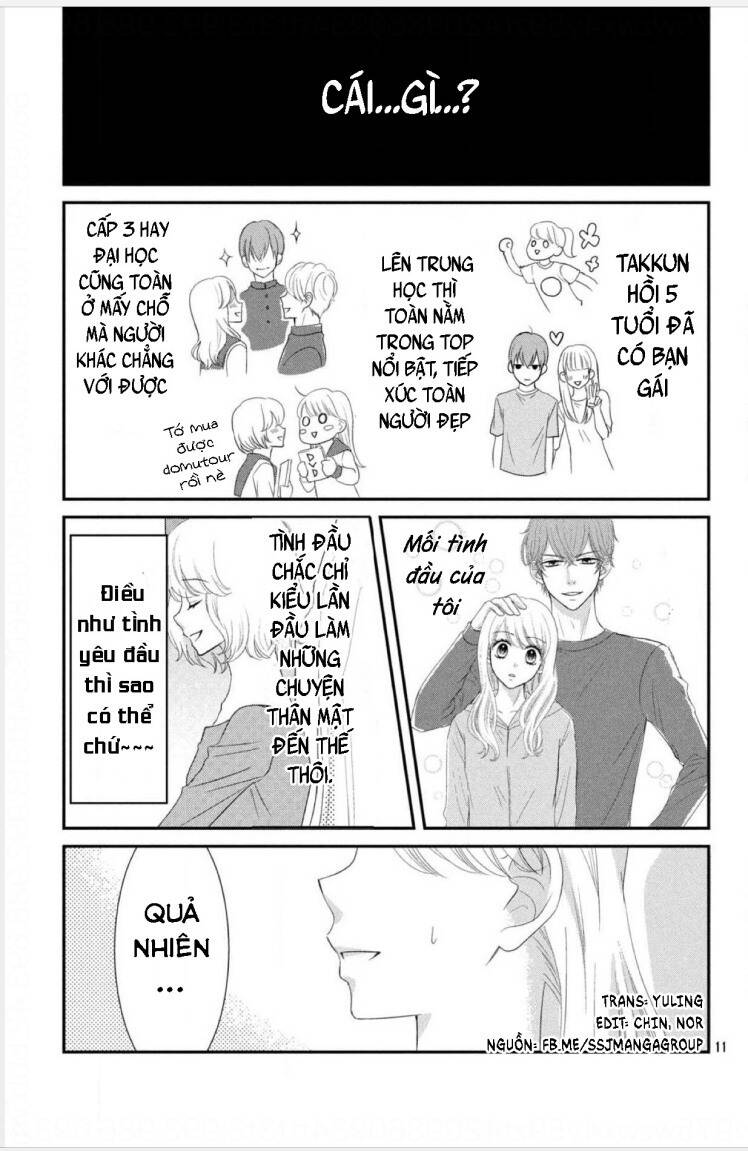 CÁI...GÌ...?
TAKKUN
HỒI 5
TUỔI ĐÃ
CÓ BẠN
GÁI
LÊN TRUNG
HỌC THÌ
TOÀN NẰM
TRONG TOP
NỔI BẬT, TIẾP
XÚC TOÀN
NGƯỜI ĐẸP
CẤP 3 HAY
ĐẠI HỌC
CŨNG TOÀN
Ở MẤY CHỖ
MÀ NGƯỜI
KHÁC CHẲNG
VỚI ĐƯỢC
Tớ mua
được
domutour
rồi nè
DVD
Mối tình
đầu của
tôi
TÌNH ĐẦU
CHẮC CHỈ
KIỂU LẦN
ĐẦU LÀM
NHỮNG
CHUYỆN
THÂN MẬT
ĐẾN THẾ
THÔI.
Điều
như tình
yêu đầu
thì sao
có thể
chứ~~~
QUẢ
NHIÊN
...
TRANS: YULING
EDIT: CHIN, NOR
NGUỒN: FB.ME/SSJMANGAGROUP
11